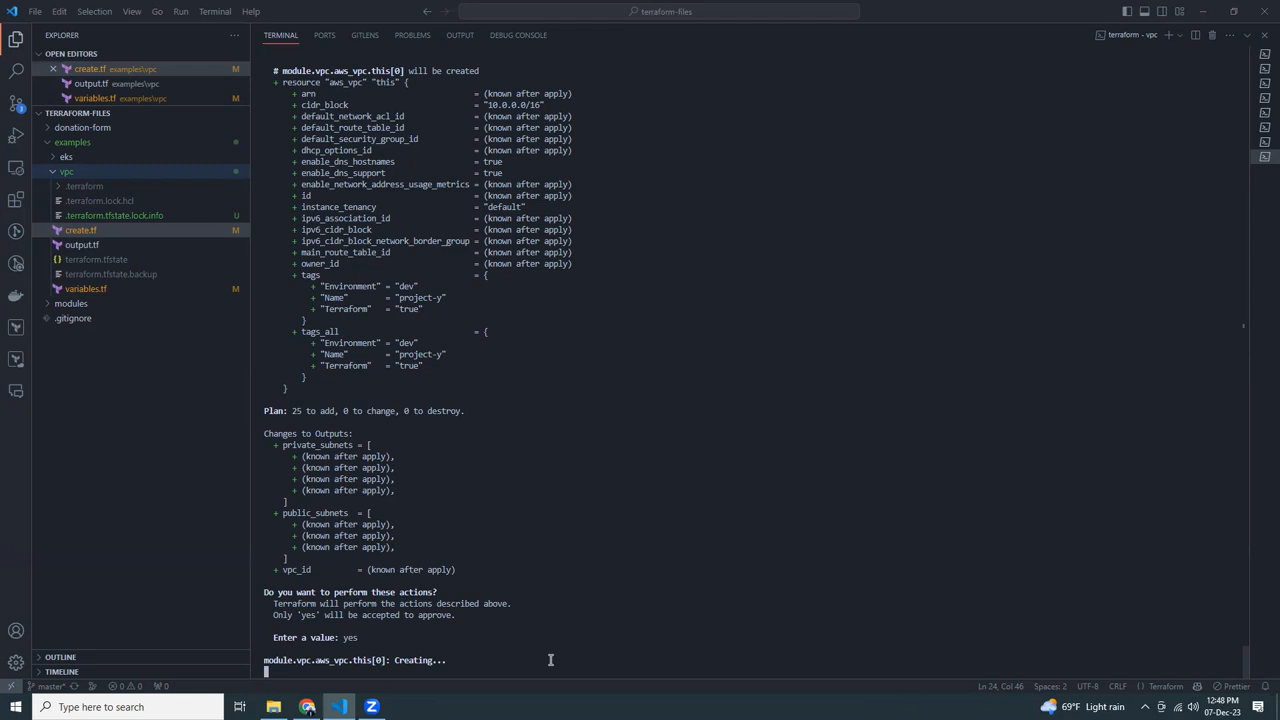 File Edit Selection View Go Run Terminal Help
terraform-files
EXPLORER
OPEN EDITORS
create.tf examples\vpc M
output.tf examples\vpc
variables.tf examples\vpc M
TERRAFORM-FILES
donation-form
examples
eks
vpc
.terraform
.terraform.lock.hcl
.terraform.tfstate.lock.info U
create.tf M
output.tf
terraform.tfstate
terraform.tfstate.backup
variables.tf M
modules
.gitignore
OUTLINE
TIMELINE
TERMINAL PORTS GITLENS PROBLEMS OUTPUT DEBUG CONSOLE
terraform - vpc
# module.vpc.aws_vpc.this[0] will be created
+ resource "aws_vpc" "this" {
+ arn = (known after apply)
+ cidr_block = "10.0.0.0/16"
+ default_network_acl_id = (known after apply)
+ default_route_table_id = (known after apply)
+ default_security_group_id = (known after apply)
+ dhcp_options_id = (known after apply)
+ enable_dns_hostnames = true
+ enable_dns_support = true
+ enable_network_address_usage_metrics = (known after apply)
+ id = (known after apply)
+ instance_tenancy = "default"
+ ipv6_association_id = (known after apply)
+ ipv6_cidr_block = (known after apply)
+ ipv6_cidr_block_network_border_group = (known after apply)
+ main_route_table_id = (known after apply)
+ owner_id = (known after apply)
+ tags = {
+ "Environment" = "dev"
+ "Name" = "project-y"
+ "Terraform" = "true"
}
+ tags_all = {
+ "Environment" = "dev"
+ "Name" = "project-y"
+ "Terraform" = "true"
}
}
Plan: 25 to add, 0 to change, 0 to destroy.
Changes to Outputs:
+ private_subnets = [
+ (known after apply),
+ (known after apply),
+ (known after apply),
+ (known after apply),
]
+ public_subnets = [
+ (known after apply),
+ (known after apply),
+ (known after apply),
]
+ vpc_id = (known after apply)
Do you want to perform these actions?
Terraform will perform the actions described above.
Only 'yes' will be accepted to approve.
Enter a value: yes
module.vpc.aws_vpc.this[0]: Creating...
master* 0 0 0 Ln 24, Col 46 Spaces: 2 UTF-8 CRLF Terraform Prettier
Type here to search
69°F Light rain
12:48 PM
07-Dec-23